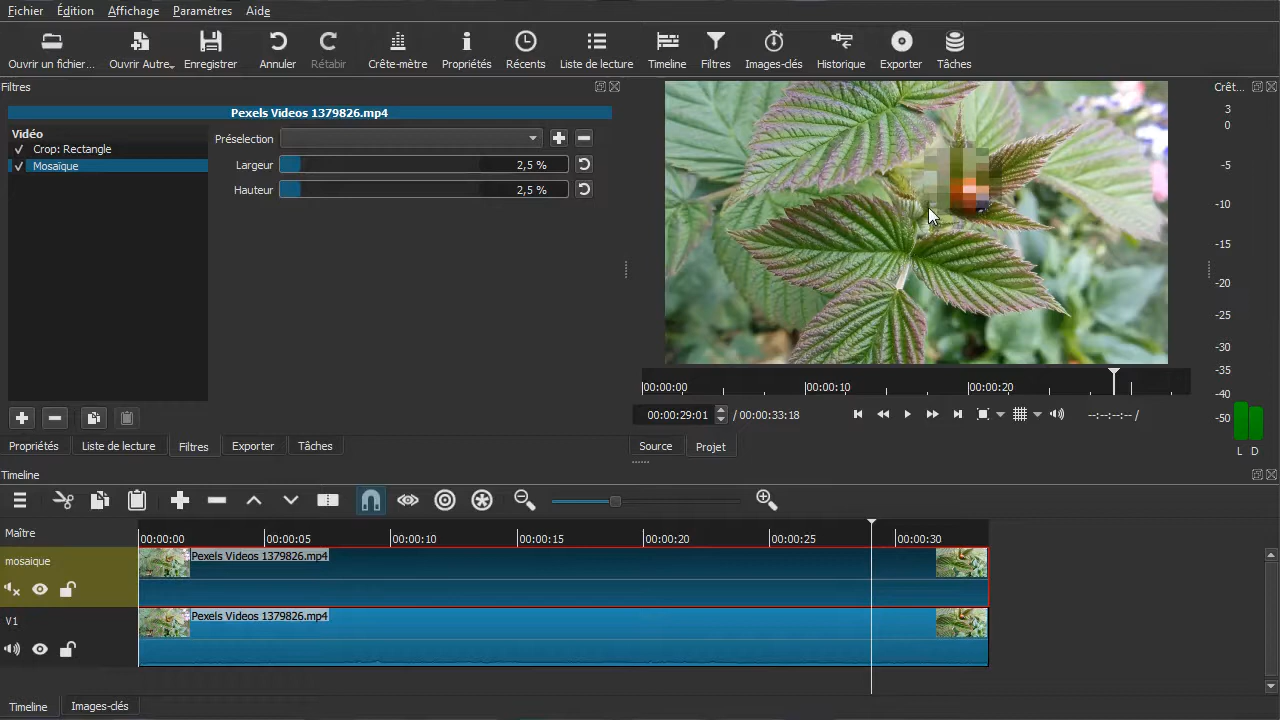 Fichier Édition Affichage Paramètres Aide
Ouvrir un fichier... Ouvrir Autre... Enregistrer Annuler Rétabir Crête-mètre Propriétés Récents Liste de lecture Timeline Filtres Images-clés Historique Exporter Tâches
Filtres
Crêt...
Pexels Videos 1379826.mp4
Vidéo
Crop: Rectangle
Mosaïque
Préselection
Largeur 2,5 %
Hauteur 2,5 %
3
0
-5
-10
-15
-20
-25
-30
-35
-40
-50
L D
00:00:00 00:00:10 00:00:20
00:00:29:01 / 00:00:33:18 --:--:--:-- /
Propriétés Liste de lecture Filtres Exporter Tâches
Source Projet
Timeline
Maître
00:00:00 00:00:05 00:00:10 00:00:15 00:00:20 00:00:25 00:00:30
mosaique
Pexels Videos 1379826.mp4
V1
Pexels Videos 1379826.mp4
Timeline Images-clés